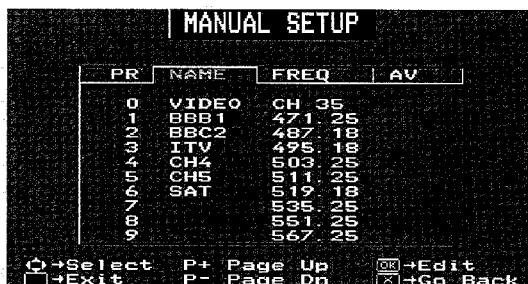 MANUAL SETUP
PR NAME FREQ AV
0 VIDEO CH 35
1 BBB1 471.25
2 BBC2 487.18
3 ITV 495.18
4 CH4 503.25
5 CH5 511.25
6 SAT 519.18
7 535.25
8 551.25
9 567.25
→Select P+ Page Up OK→Edit
→Exit P- Page Dn X→Go Back